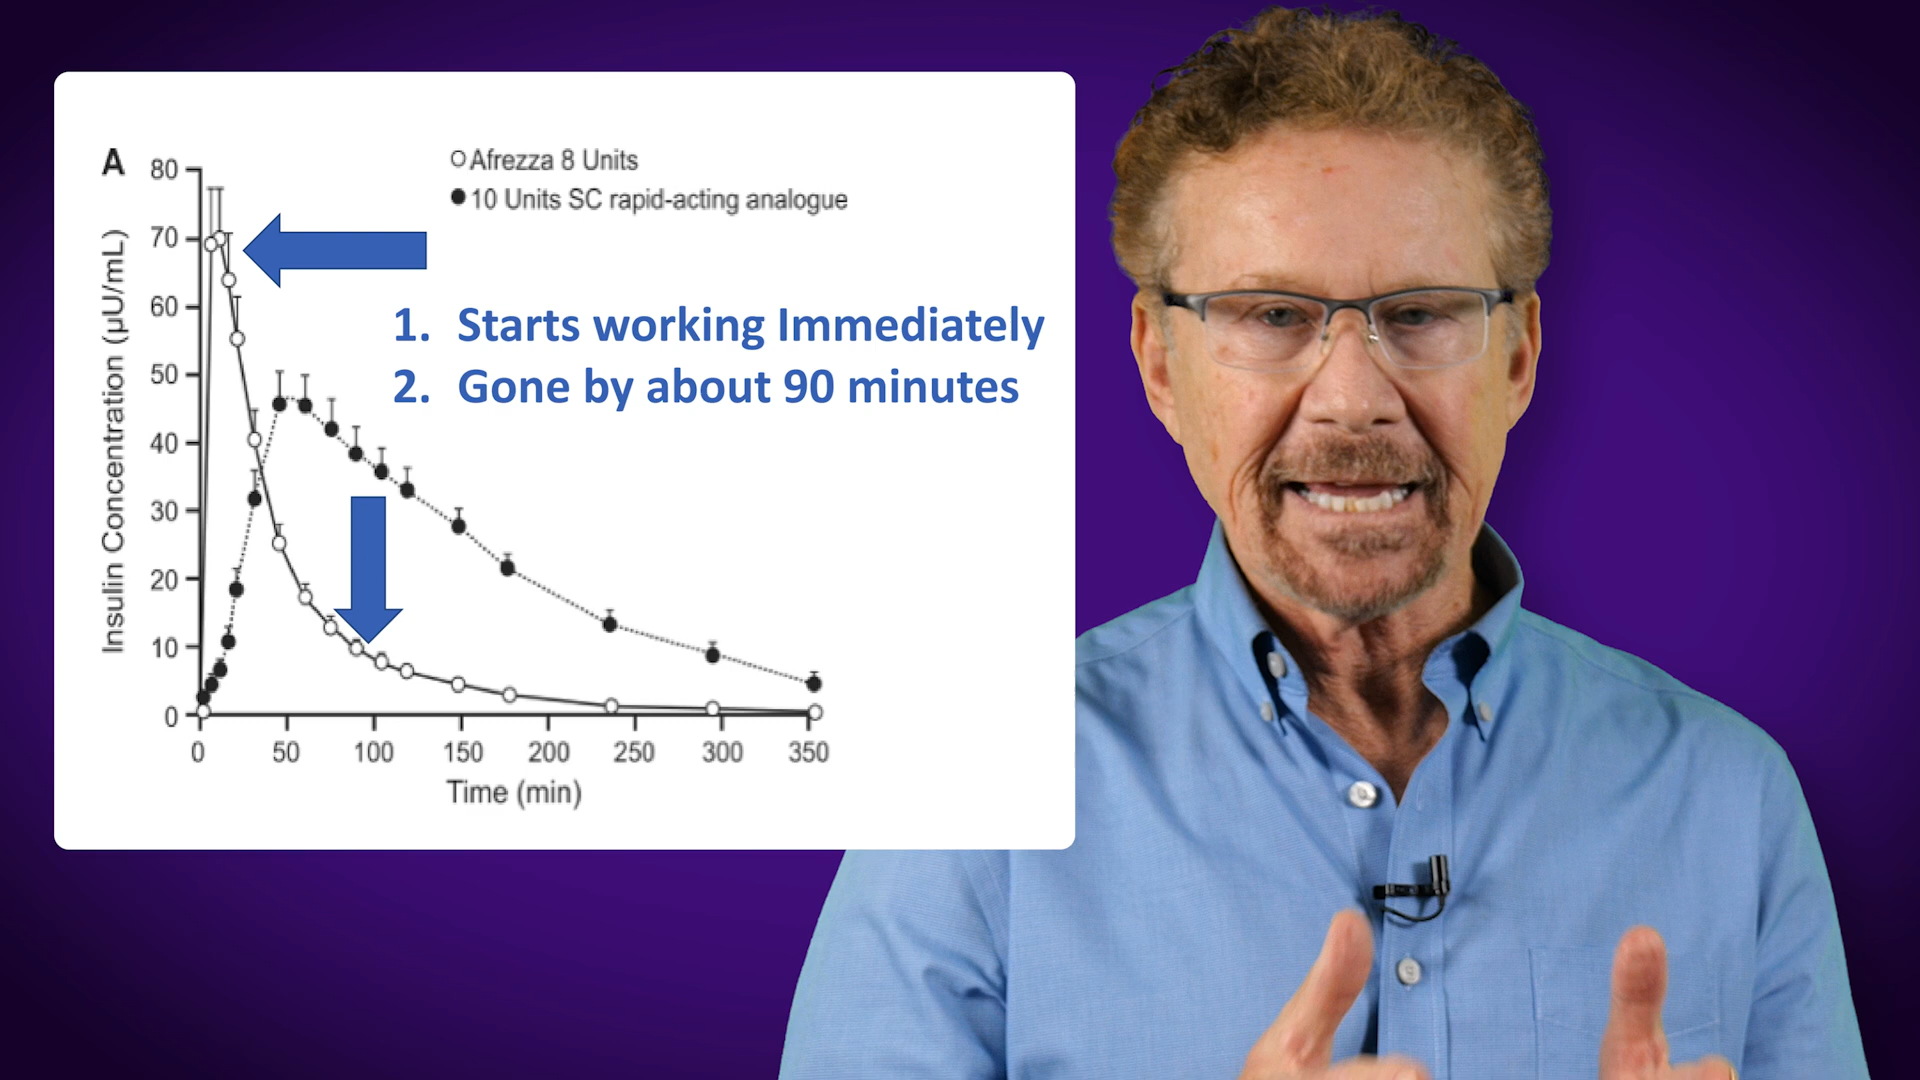 A
Afrezza 8 Units
10 Units SC rapid-acting analogue
1. Starts working Immediately
2. Gone by about 90 minutes
Insulin Concentration (µU/mL)
80
70
60
50
40
30
20
10
0
0 50 100 150 200 250 300 350
Time (min)